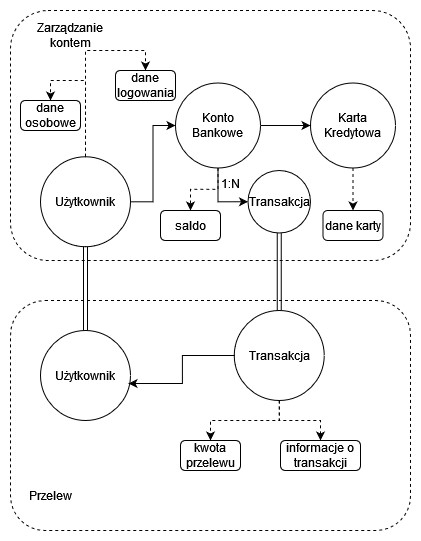 Zarządzanie
kontem
dane
logowania
dane
osobowe
Konto
Bankowe
Karta
Kredytowa
1:N
Użytkownik
Transakcja
saldo
dane karty
Użytkownik
Transakcja
kwota
przelewu
informacje o
transakcji
Przelew